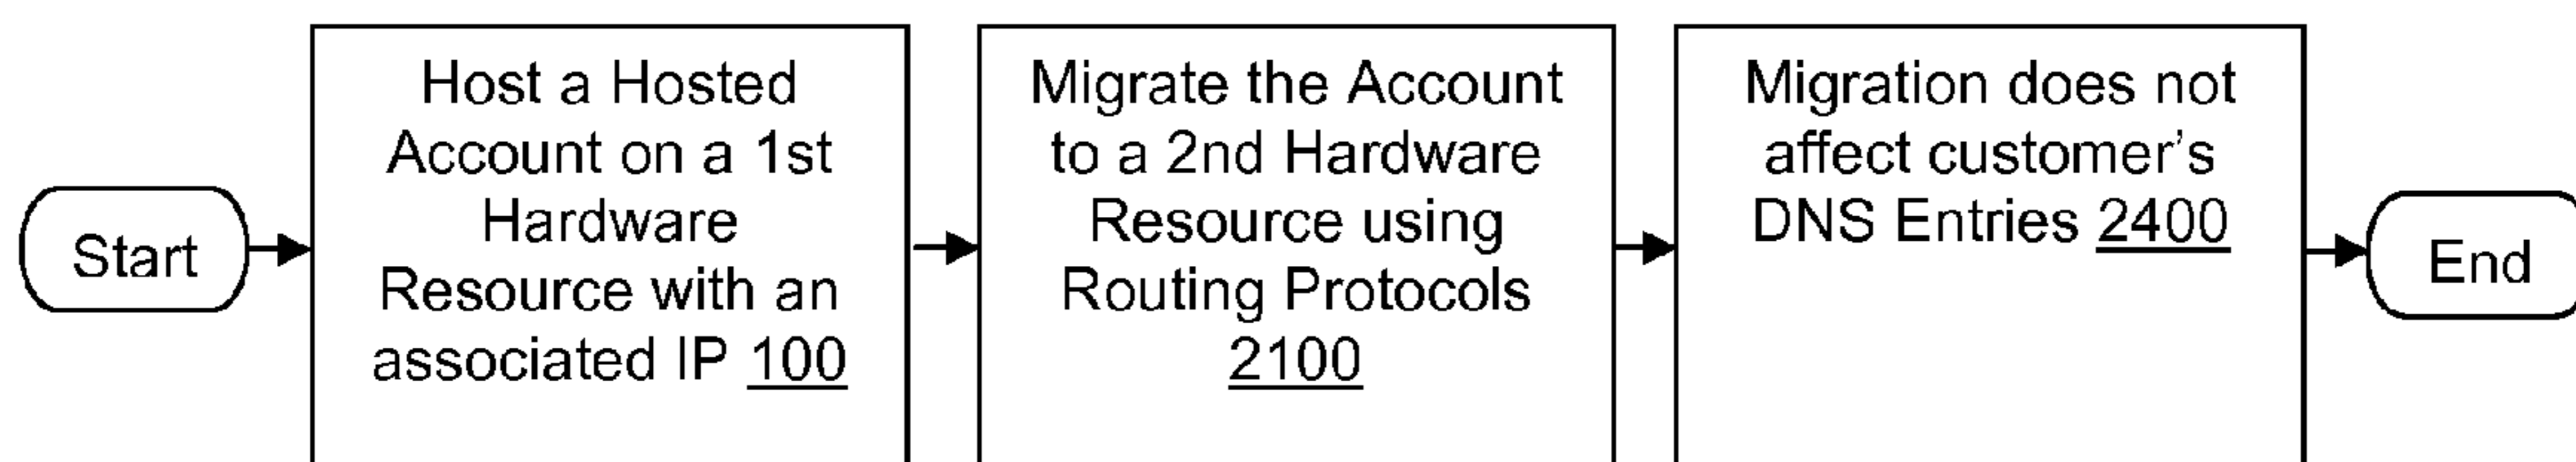 Start
Host a Hosted
Account on a 1st
Hardware
Resource with an
associated IP 100
Migrate the Account
to a 2nd Hardware
Resource using
Routing Protocols
2100
Migration does not
affect customer’s
DNS Entries 2400
End